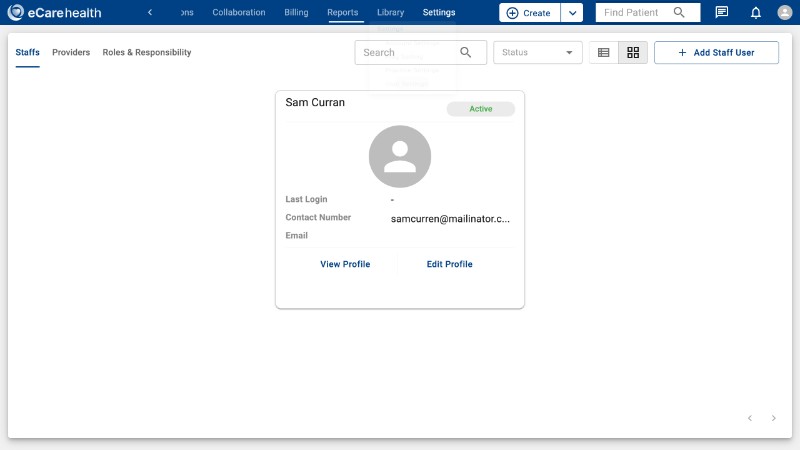 eCarehealth
ons
Collaboration
Billing
Reports
Library
Settings
Create
Find Patient
Staffs
Providers
Roles & Responsibility
Search
Status
Add Staff User
Sam Curran
Active
Last Login
-
Contact Number
samcurren@mailinator.c...
Email
View Profile
Edit Profile